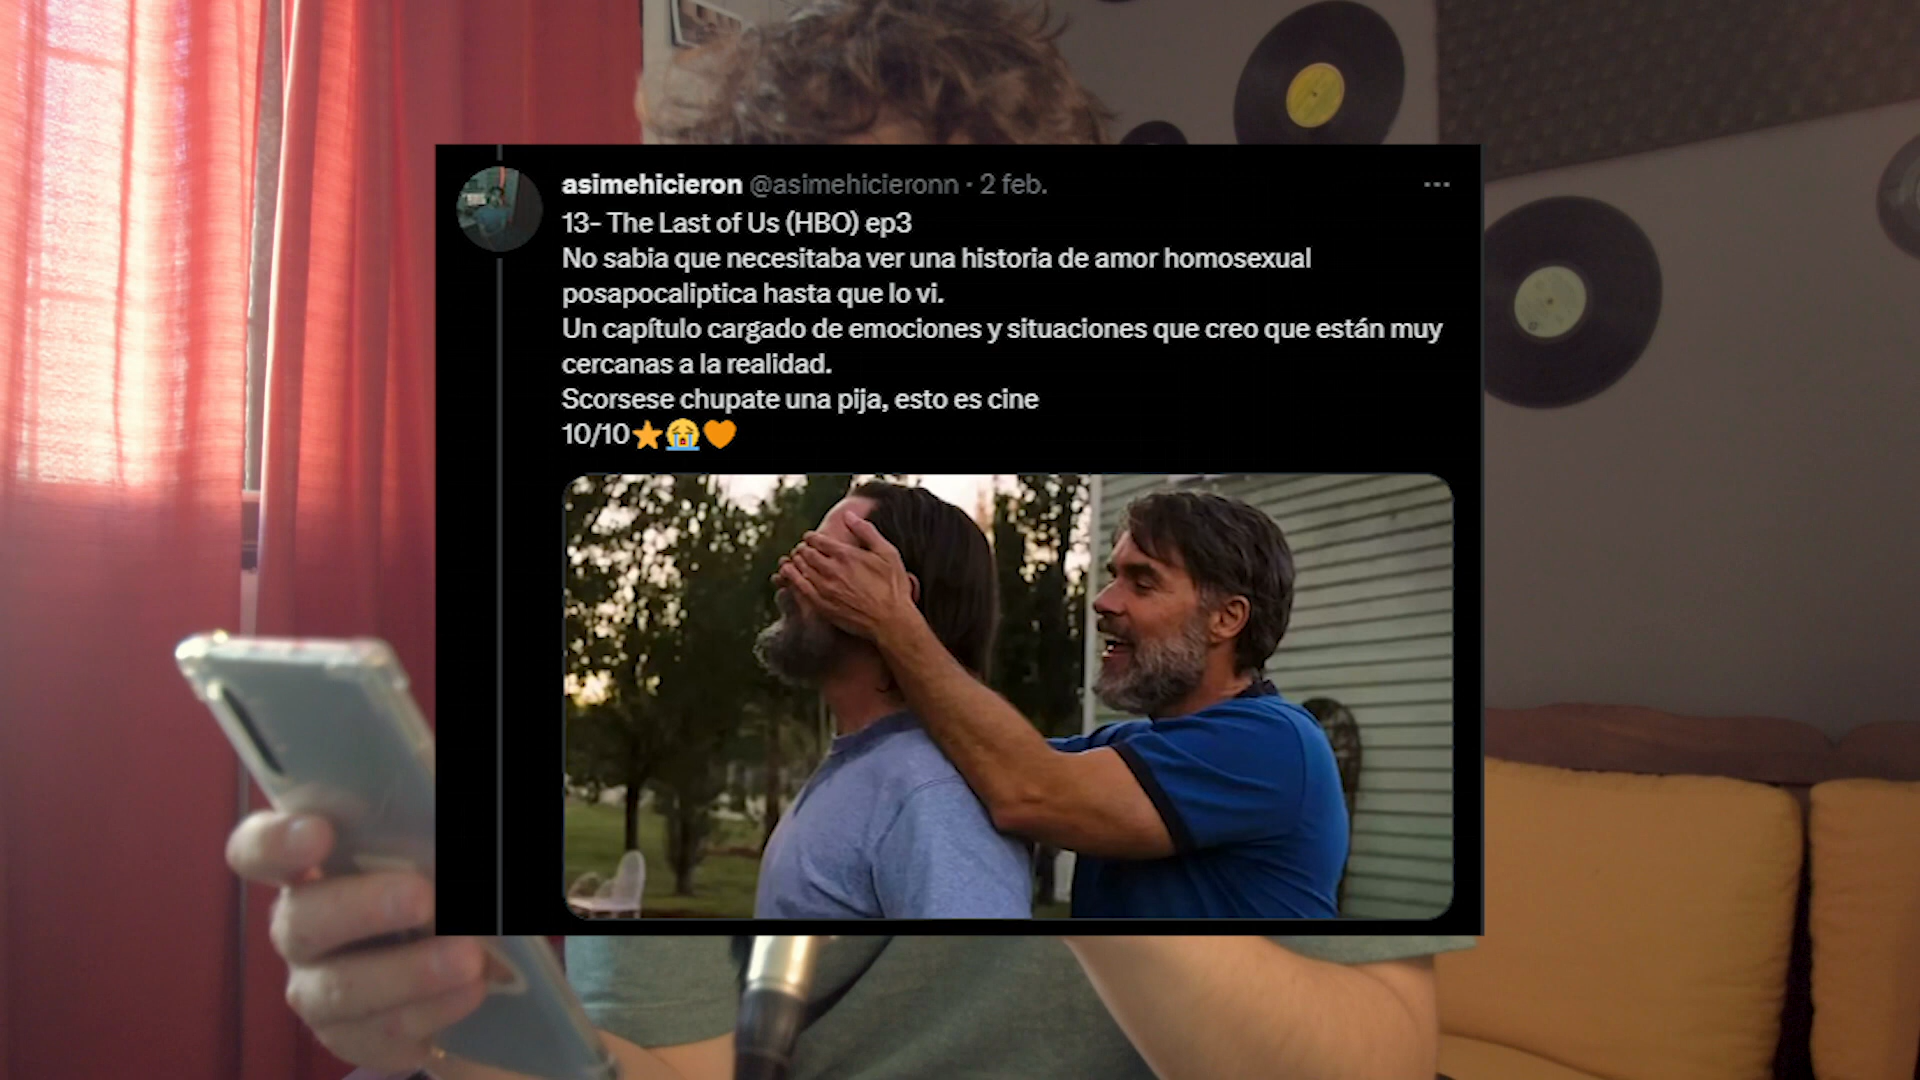 asimehicieron @asimehicieronn · 2 feb.
13- The Last of Us (HBO) ep3
No sabia que necesitaba ver una historia de amor homosexual
posapocaliptica hasta que lo vi.
Un capítulo cargado de emociones y situaciones que creo que están muy
cercanas a la realidad.
Scorsese chupate una pija, esto es cine
10/10⭐😭🧡